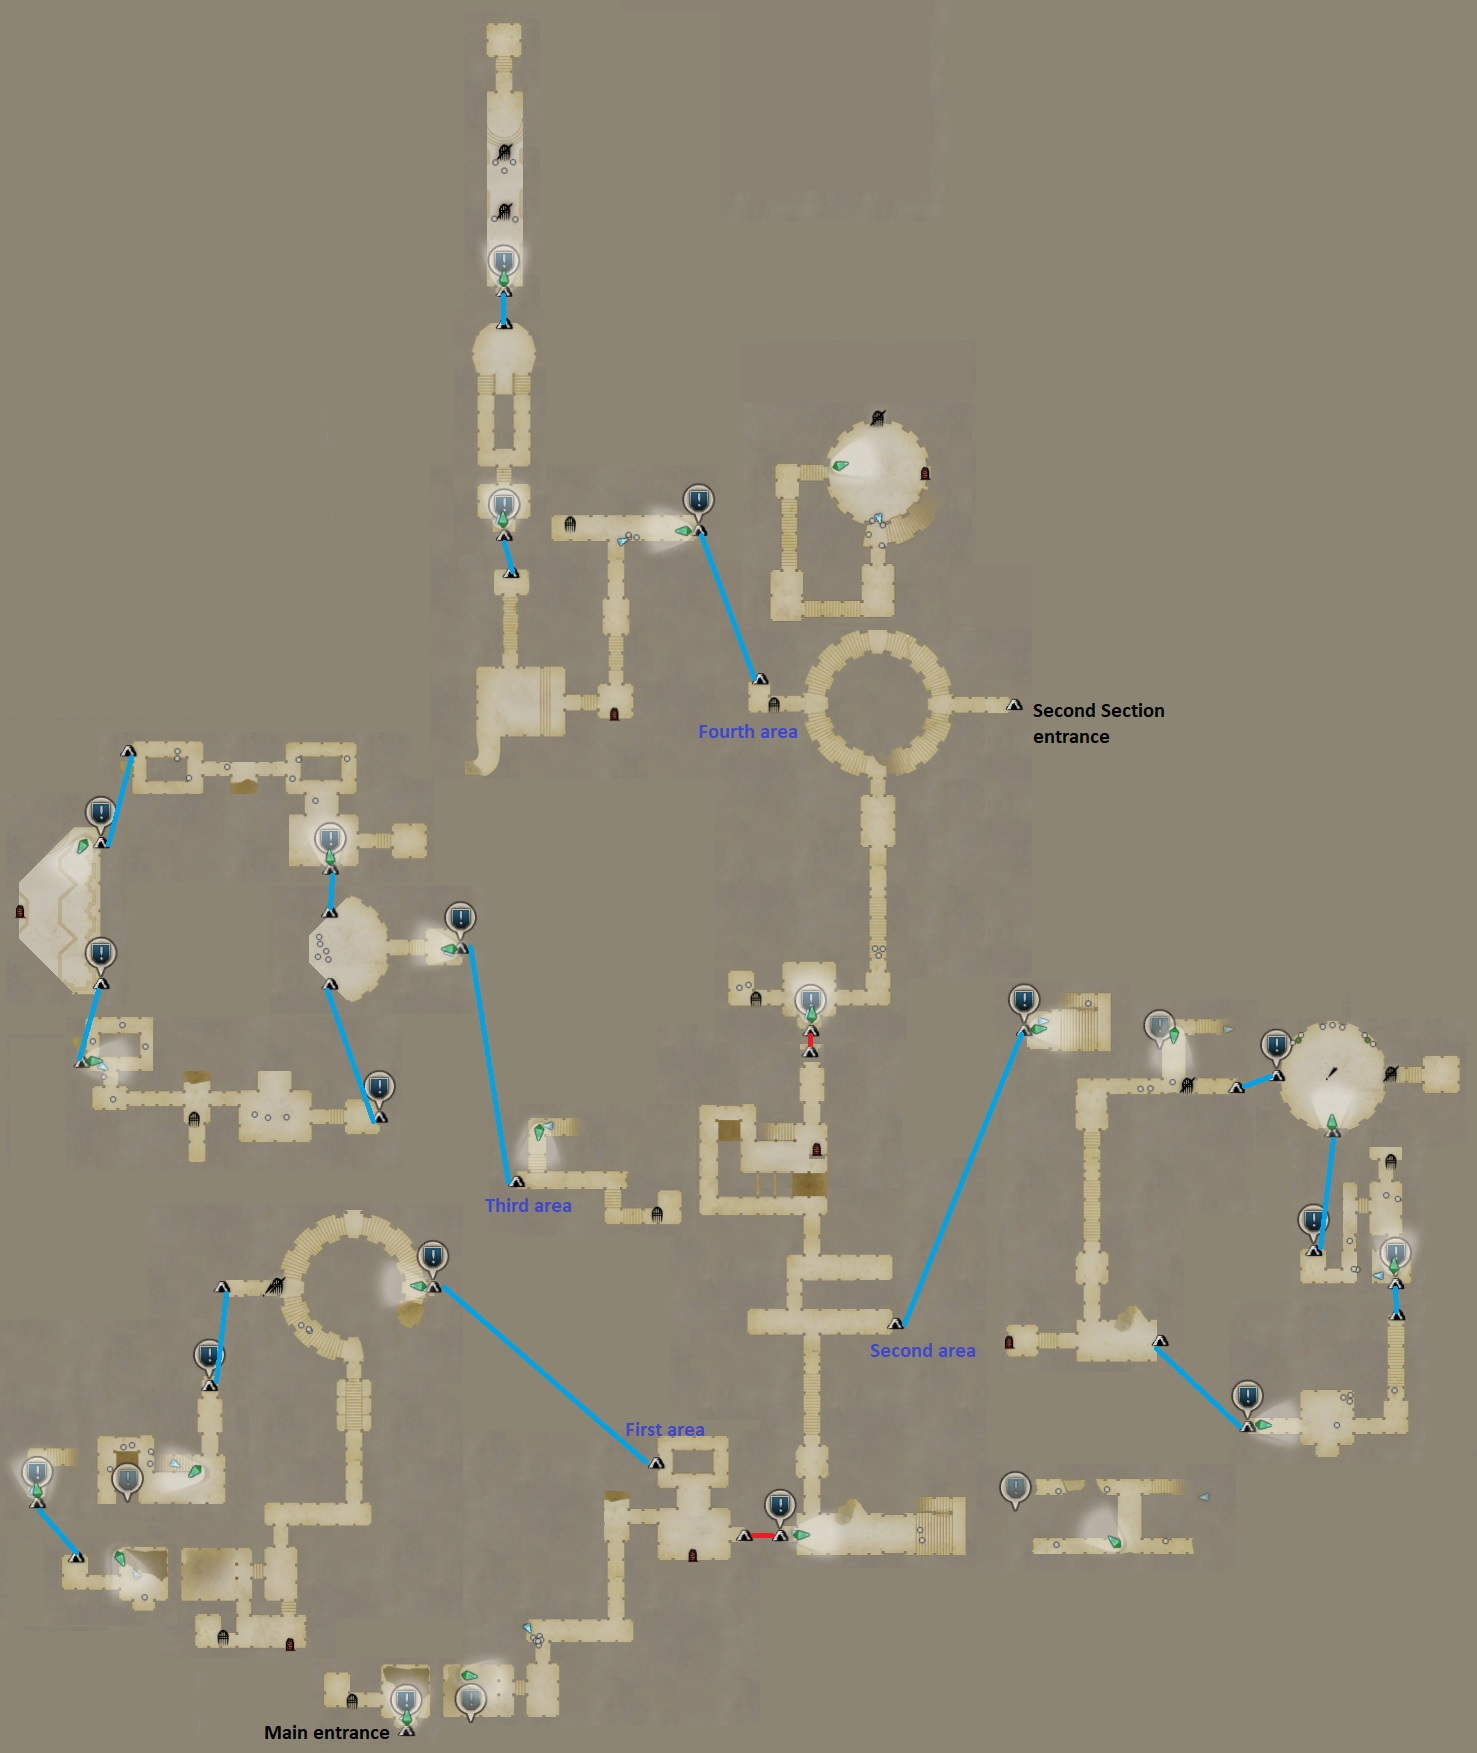 Second Section
entrance
Fourth area
Third area
Second area
First area
Main entrance